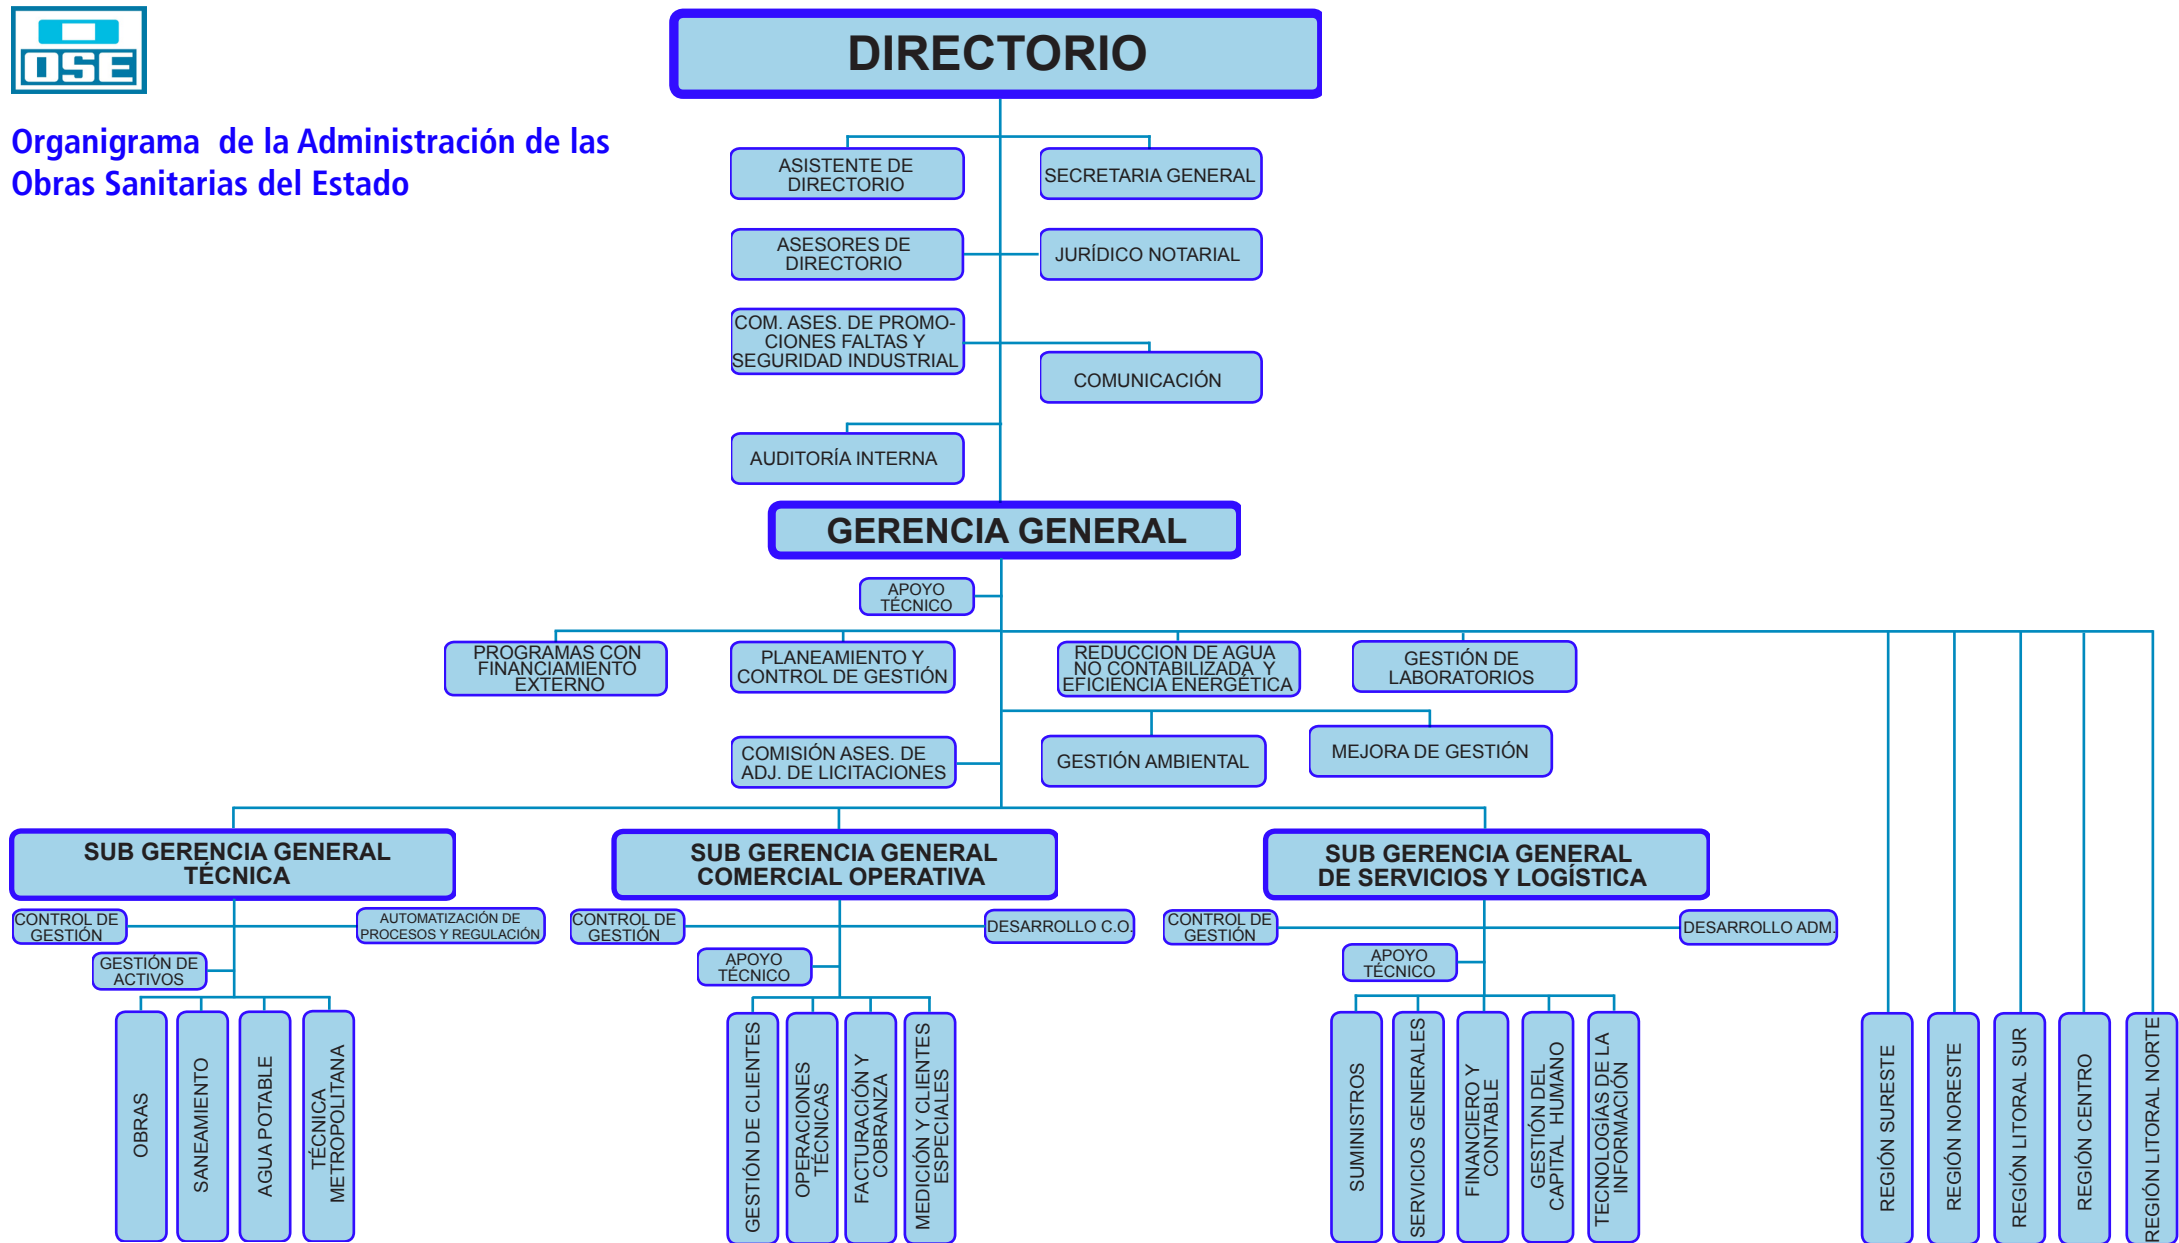 OSE
Organigrama de la Administración de las
Obras Sanitarias del Estado
DIRECTORIO
ASISTENTE DE
DIRECTORIO
SECRETARIA GENERAL
ASESORES DE
DIRECTORIO
JURÍDICO NOTARIAL
COM. ASES. DE PROMO-
CIONES FALTAS Y
SEGURIDAD INDUSTRIAL
COMUNICACIÓN
AUDITORÍA INTERNA
GERENCIA GENERAL
APOYO
TÉCNICO
PROGRAMAS CON
FINANCIAMIENTO
EXTERNO
PLANEAMIENTO Y
CONTROL DE GESTIÓN
REDUCCION DE AGUA
NO CONTABILIZADA Y
EFICIENCIA ENERGÉTICA
GESTIÓN DE
LABORATORIOS
COMISIÓN ASES. DE
ADJ. DE LICITACIONES
GESTIÓN AMBIENTAL
MEJORA DE GESTIÓN
SUB GERENCIA GENERAL
TÉCNICA
SUB GERENCIA GENERAL
COMERCIAL OPERATIVA
SUB GERENCIA GENERAL
DE SERVICIOS Y LOGÍSTICA
CONTROL DE
GESTIÓN
AUTOMATIZACIÓN DE
PROCESOS Y REGULACIÓN
GESTIÓN DE
ACTIVOS
CONTROL DE
GESTIÓN
DESARROLLO C.O.
APOYO
TÉCNICO
CONTROL DE
GESTIÓN
DESARROLLO ADM.
APOYO
TÉCNICO
OBRAS
SANEAMIENTO
AGUA POTABLE
TÉCNICA
METROPOLITANA
GESTIÓN DE CLIENTES
OPERACIONES
TÉCNICAS
FACTURACIÓN Y
COBRANZA
MEDICIÓN Y CLIENTES
ESPECIALES
SUMINISTROS
SERVICIOS GENERALES
FINANCIERO Y
CONTABLE
GESTIÓN DEL
CAPITAL HUMANO
TECNOLOGÍAS DE LA
INFORMACIÓN
REGIÓN SURESTE
REGIÓN NORESTE
REGIÓN LITORAL SUR
REGIÓN CENTRO
REGIÓN LITORAL NORTE